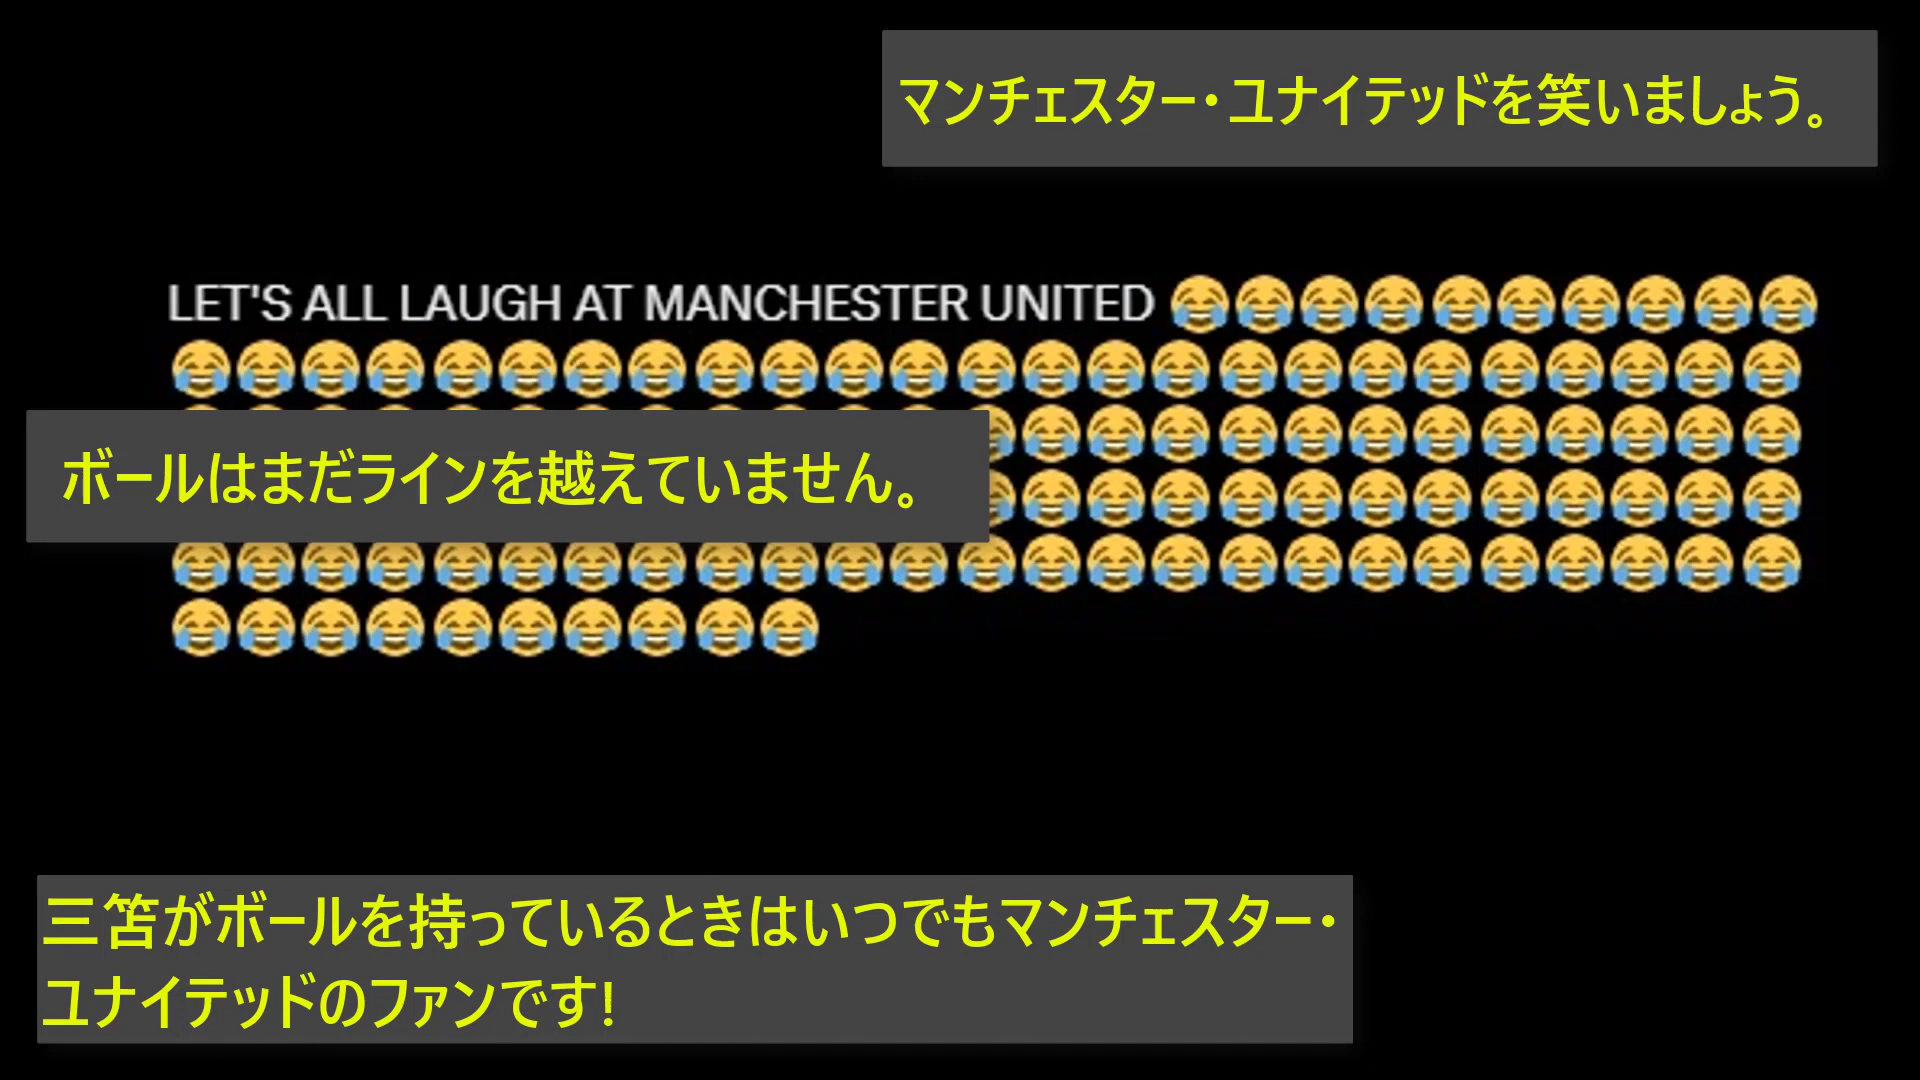 マンチェスター・ユナイテッドを笑いましょう。
LET'S ALL LAUGH AT MANCHESTER UNITED 😂😂😂😂😂😂😂😂😂😂
ボールはまだラインを越えていません。
三笘がボールを持っているときはいつでもマンチェスター・
ユナイテッドのファンです!